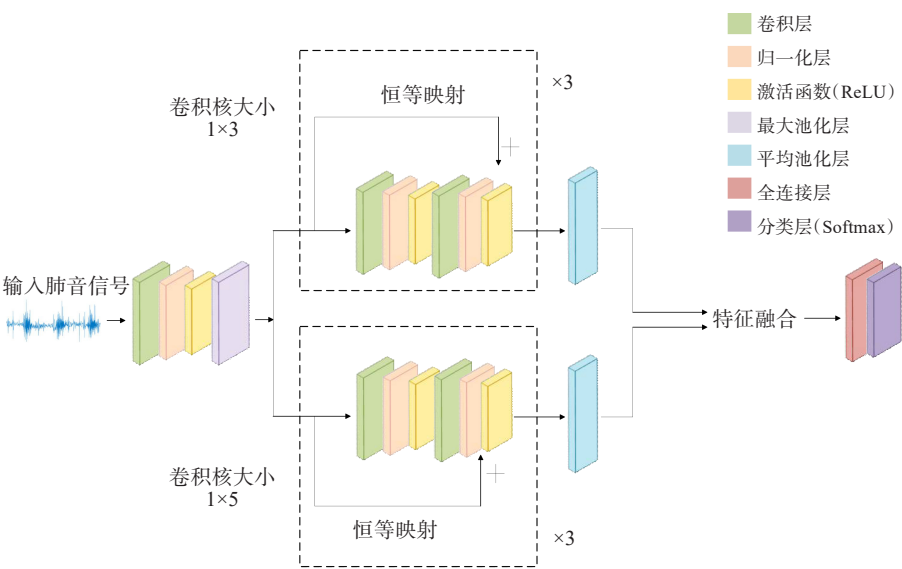 卷积层
归一化层
激活函数(ReLU)
最大池化层
平均池化层
全连接层
分类层(Softmax)
×3
恒等映射
卷积核大小
1×3
+
输入肺音信号
特征融合
+
卷积核大小
1×5
恒等映射
×3